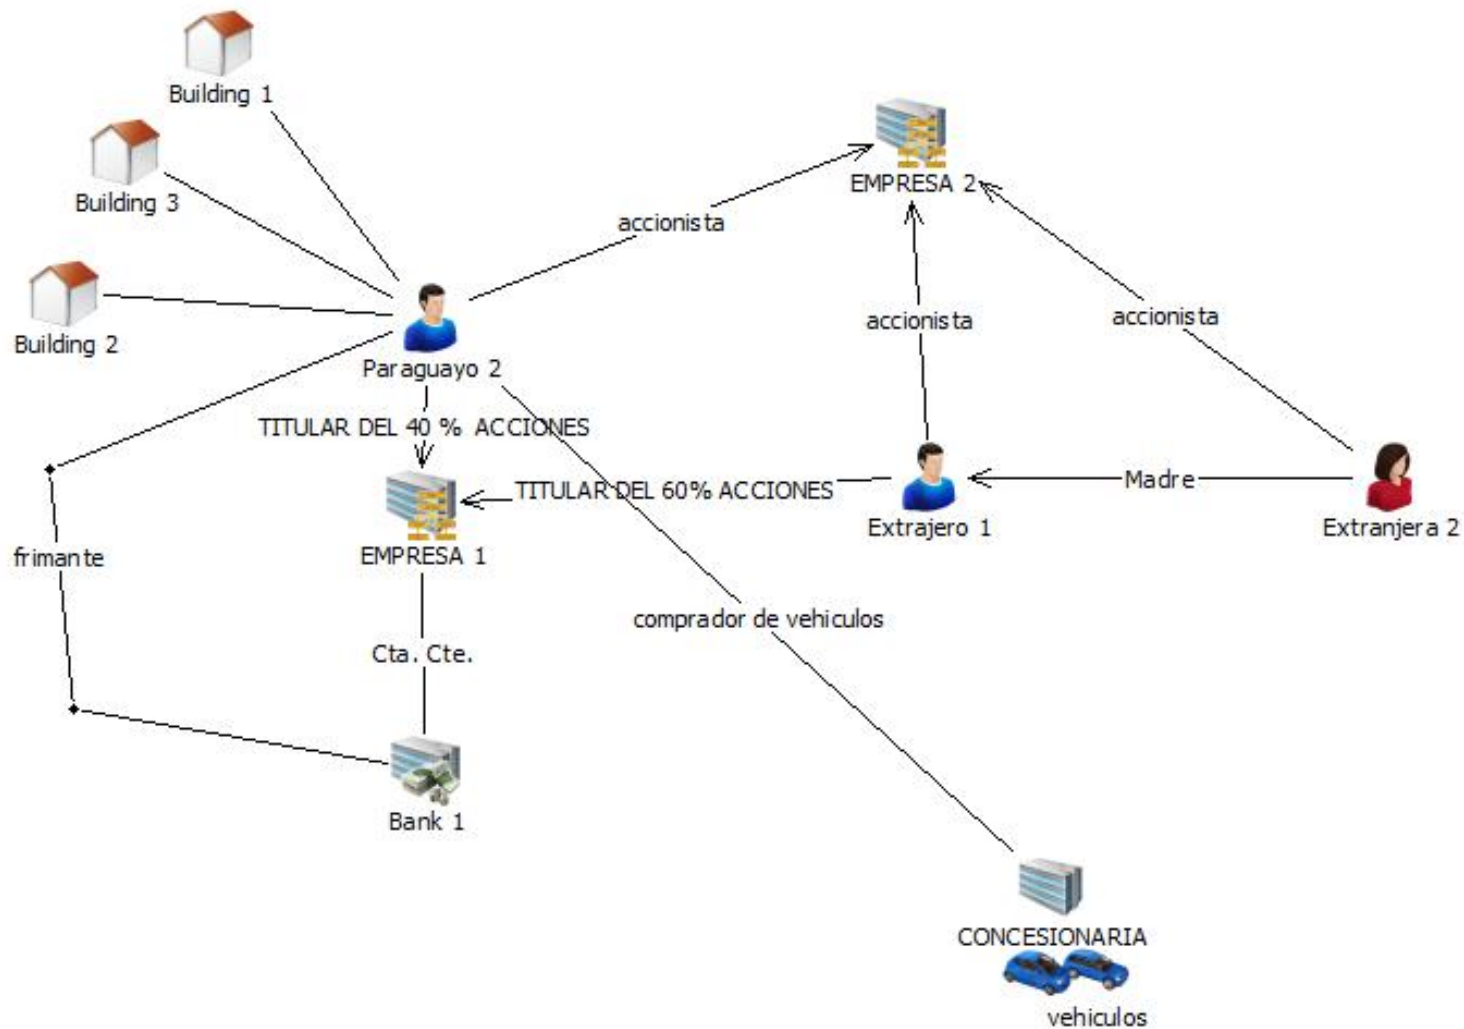 Building 1
Building 3
EMPRESA 2
accionista
accionista
accionista
Building 2
Paraguayo 2
TITULAR DEL 40 % ACCIONES
TITULAR DEL 60% ACCIONES
Madre
Extrajero 1
Extranjera 2
frimante
EMPRESA 1
comprador de vehiculos
Cta. Cte.
Bank 1
CONCESIONARIA
vehiculos